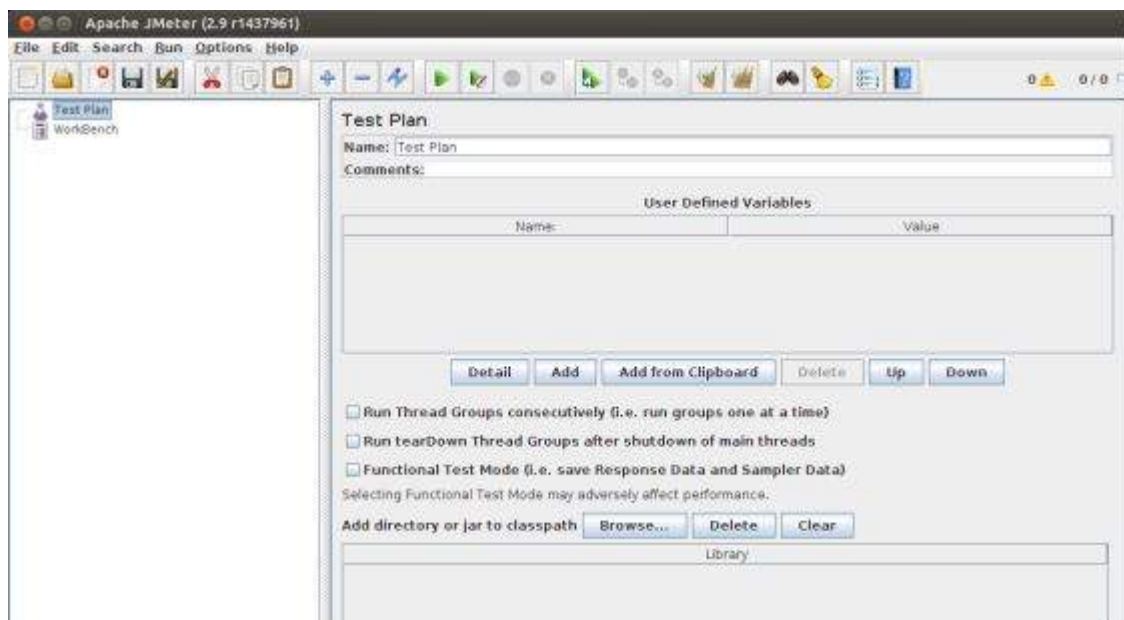 Apache JMeter (2.9 r1437961)
File Edit Search Run Options Help
0 0 / 0
Test Plan
WorkBench
Test Plan
Name: Test Plan
Comments:
User Defined Variables
Name: Value
Detail Add Add from Clipboard Delete Up Down
Run Thread Groups consecutively (i.e. run groups one at a time)
Run tearDown Thread Groups after shutdown of main threads
Functional Test Mode (i.e. save Response Data and Sampler Data)
Selecting Functional Test Mode may adversely affect performance.
Add directory or jar to classpath Browse... Delete Clear
Library